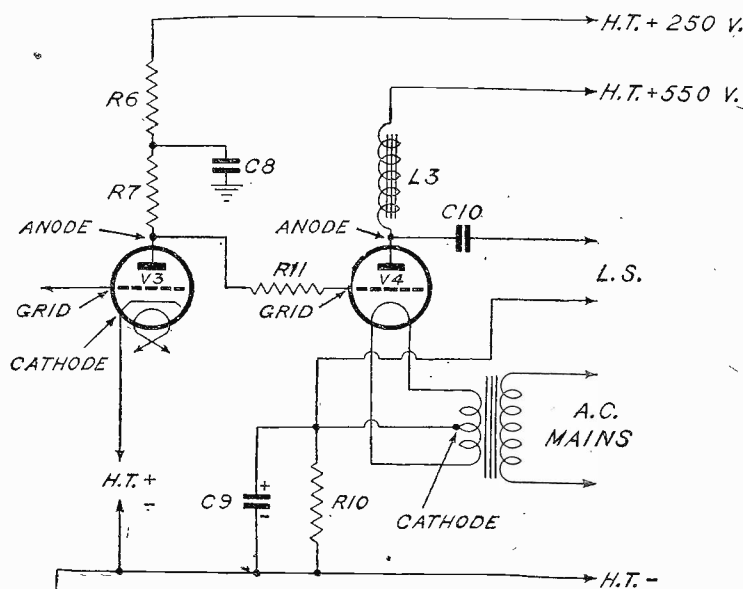 H.T. + 250 V.
R6
H.T. + 550 V.
C8
L3
R7
C10
ANODE
ANODE
V3
R11
V4
L.S.
GRID
GRID
CATHODE
A.C.
MAINS
H.T. +
-
C9
+
-
R10
CATHODE
H.T. -